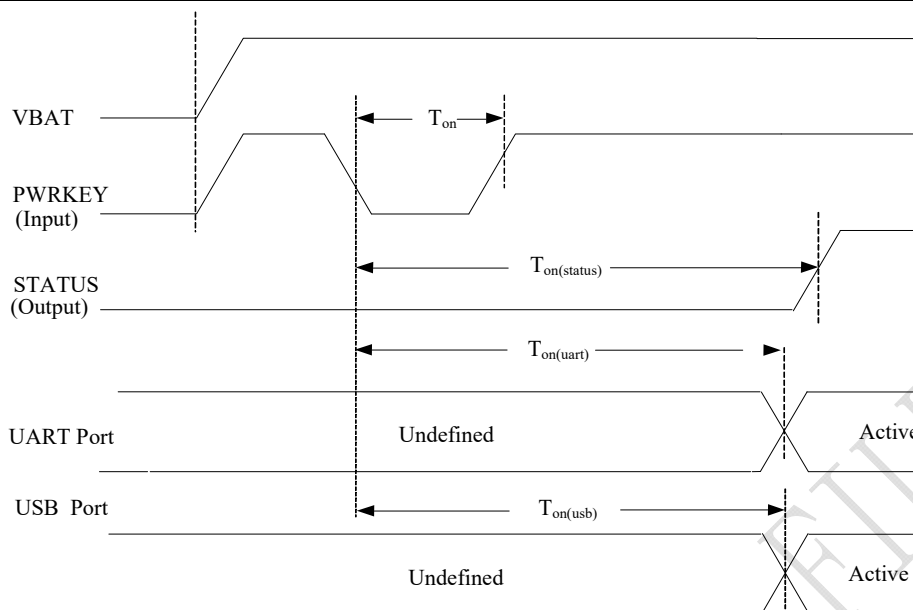 VBAT
Ton
PWRKEY
(Input)
Ton(status)
STATUS
(Output)
Ton(uart)
UART Port
Undefined
Active
USB Port
Ton(usb)
Undefined
Active